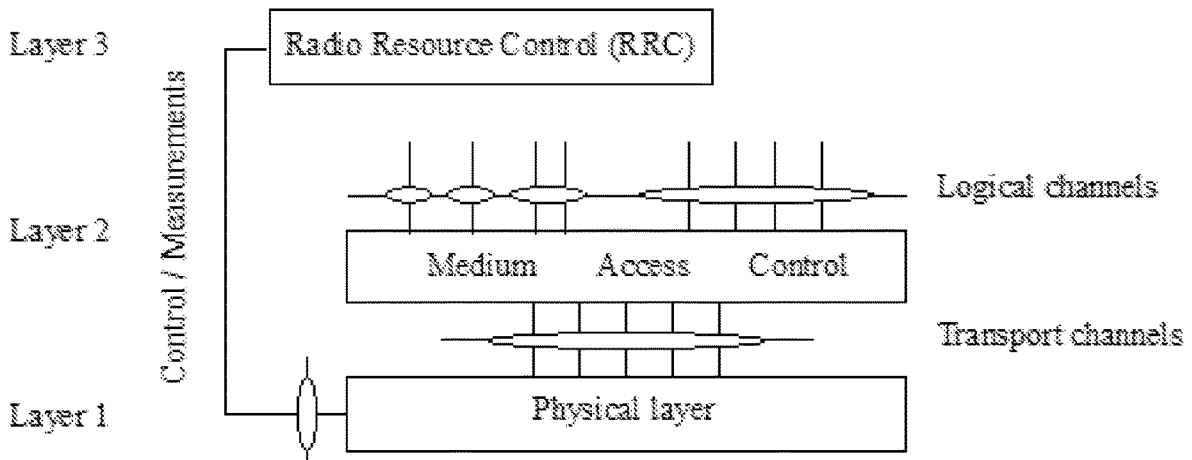 Layer 3
Radio Resource Control (RRC)
Control / Measurements
Logical channels
Layer 2
Medium Access Control
Transport channels
Layer 1
Physical layer